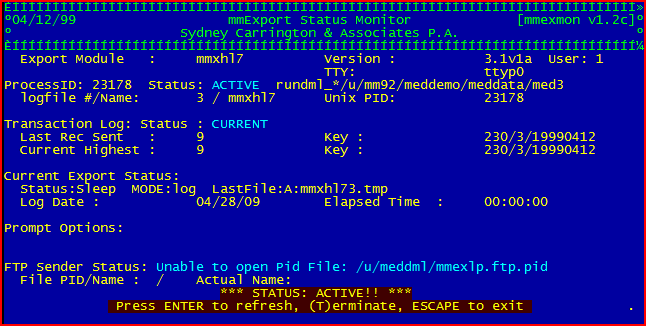 º04/12/99 mmExport Status Monitor [mmexmon v1.2c]º
º Sydney Carrington & Associates P.A. º
Export Module : mmxhl7 Version : 3.1v1a User: 1
TTY: ttyp0
ProcessID: 23178 Status: ACTIVE rundml_*/u/mm92/meddemo/meddata/med3
logfile #/Name: 3 / mmxhl7 Unix PID: 23178
Transaction Log: Status : CURRENT
Last Rec Sent : 9 Key : 230/3/19990412
Current Highest : 9 Key : 230/3/19990412
Current Export Status:
Status:Sleep MODE:log LastFile:A:mmxhl73.tmp
Log Date : 04/28/09 Elapsed Time : 00:00:00
Prompt Options:
FTP Sender Status: Unable to open Pid File: /u/meddml/mmexlp.ftp.pid
File PID/Name : / Actual Name:
*** STATUS: ACTIVE!! ***
Press ENTER to refresh, (T)erminate, ESCAPE to exit .